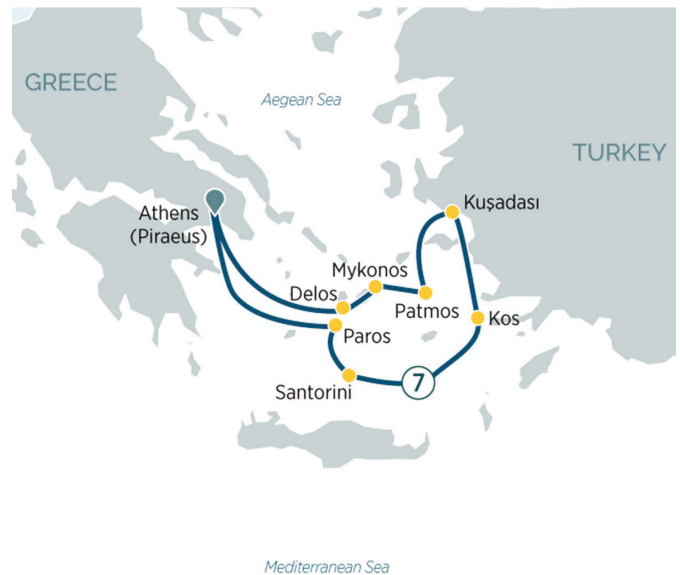 GREECE
Aegean Sea
TURKEY
Kuşadası
Athens
(Piraeus)
Mykonos
Delos
Patmos
Kos
Paros
7
Santorini
Mediterranean Sea